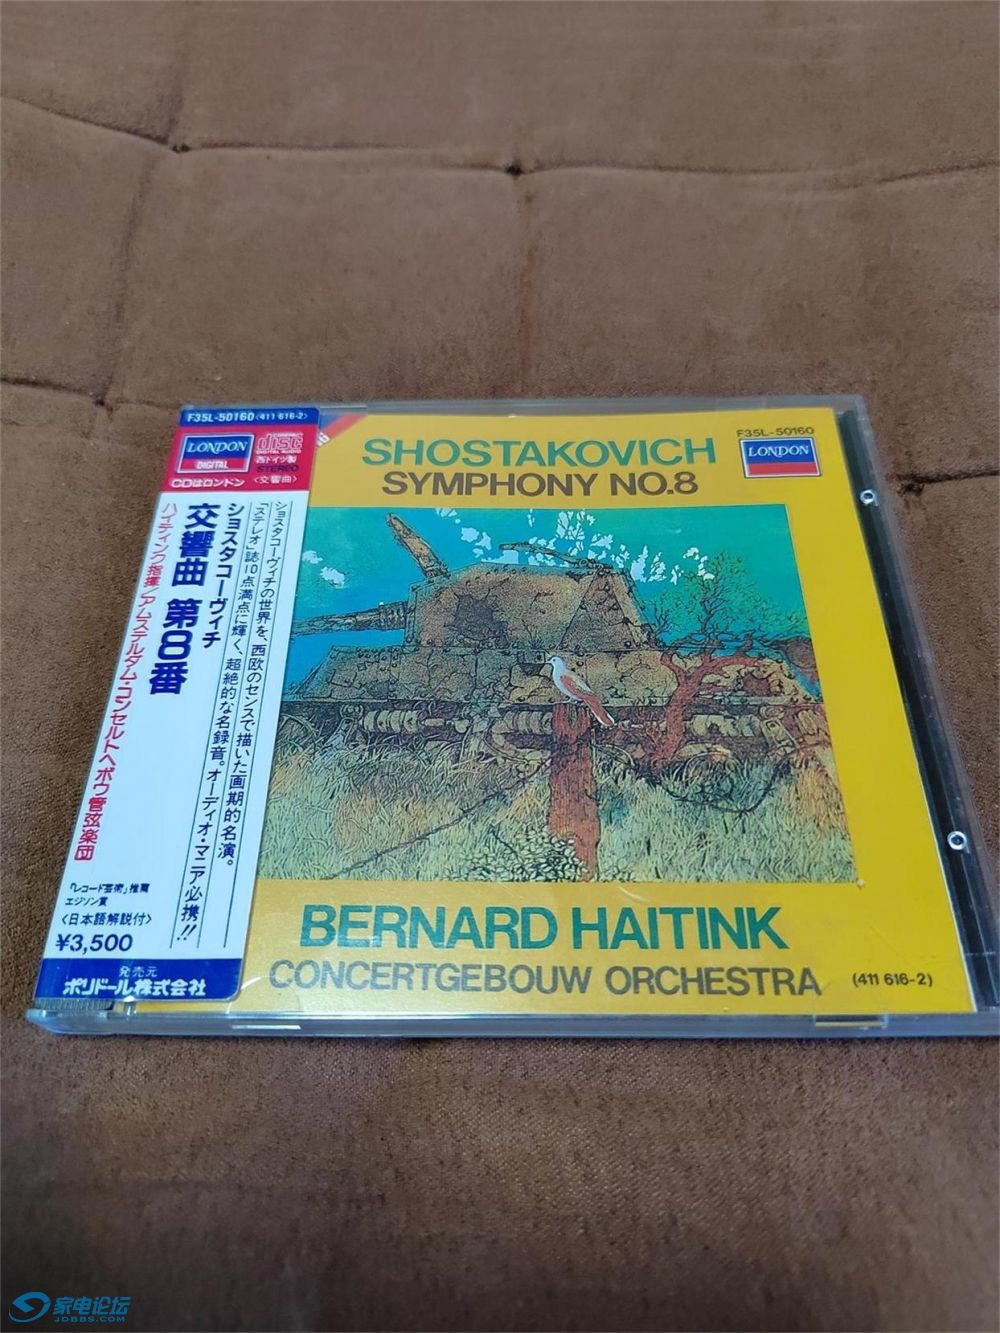 F35L-50160〈411 616-2〉
LONDON
DIGITAL
CDはロンドン
COMPACT
disc
DIGITAL AUDIO
西ドイツ製
STEREO
〈交響曲〉
ショスタコーヴィチの世界を、西欧のセンスで描いた画期的名演。
「ステレオ」誌10点満点に輝く、超絶的な名録音。オーディオ・マニア必携!!
ショスタコーヴィチ
交響曲 第8番
ハイティンク指揮/アムステルダム・コンセルトヘボウ管弦楽団
「レコード芸術」推薦
エジソン賞
〈日本語解説付〉
¥3,500
発売元
ポリドール株式会社
SHOSTAKOVICH
SYMPHONY NO.8
F35L-50160
LONDON
BERNARD HAITINK
CONCERTGEBOUW ORCHESTRA
(411 616-2)
家电论坛
JDBBS.COM